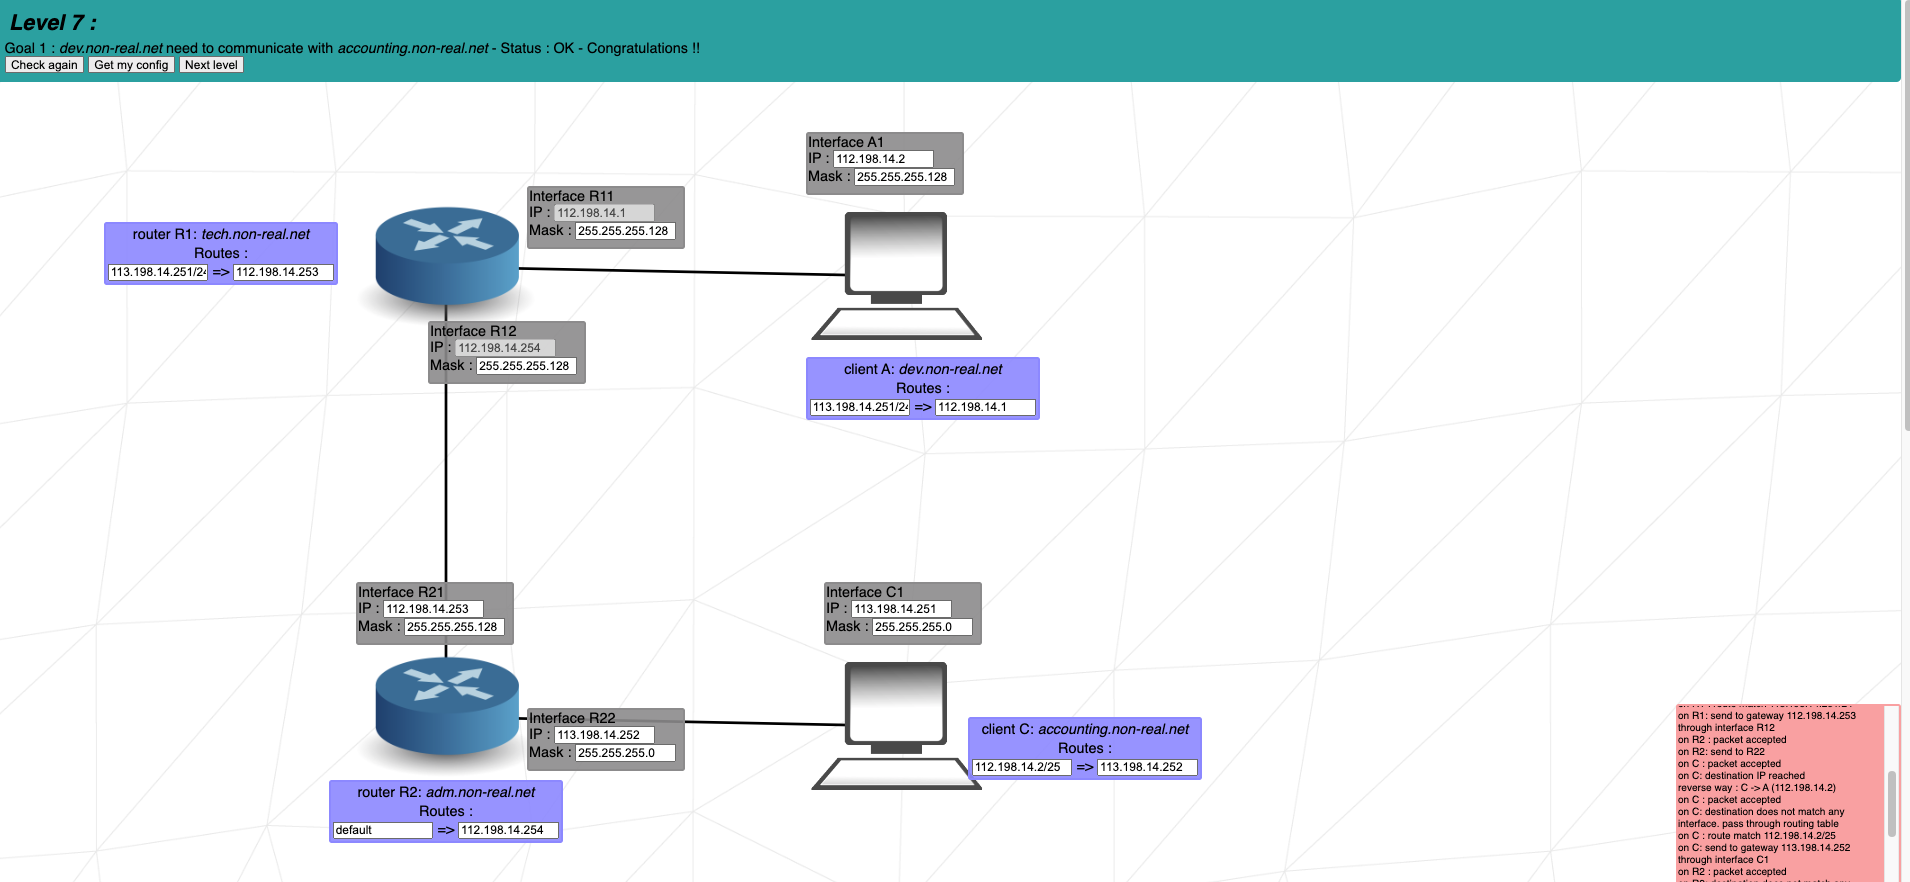 Level 7 :
Goal 1 : dev.non-real.net need to communicate with accounting.non-real.net - Status : OK - Congratulations !!
Check again Get my config Next level
Interface A1
IP : 112.198.14.2
Mask : 255.255.255.128
Interface R11
IP : 112.198.14.1
Mask : 255.255.255.128
router R1: tech.non-real.net
Routes :
113.198.14.251/24 => 112.198.14.253
Interface R12
IP : 112.198.14.254
Mask : 255.255.255.128
client A: dev.non-real.net
Routes :
113.198.14.251/24 => 112.198.14.1
Interface R21
IP : 112.198.14.253
Mask : 255.255.255.128
Interface C1
IP : 113.198.14.251
Mask : 255.255.255.0
Interface R22
IP : 113.198.14.252
Mask : 255.255.255.0
client C: accounting.non-real.net
Routes :
112.198.14.2/25 => 113.198.14.252
router R2: adm.non-real.net
Routes :
default => 112.198.14.254
on R1: send to gateway 112.198.14.253
through interface R12
on R2 : packet accepted
on R2: send to R22
on C : packet accepted
on C: destination IP reached
reverse way : C -> A (112.198.14.2)
on C : packet accepted
on C: destination does not match any
interface. pass through routing table
on C : route match 112.198.14.2/25
on C: send to gateway 113.198.14.252
through interface C1
on R2 : packet accepted